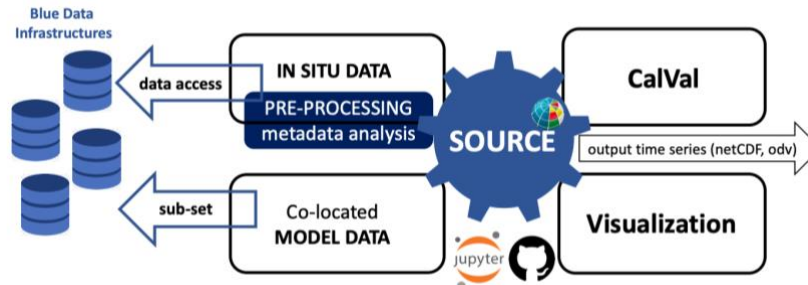 Blue Data
Infrastructures
data access
IN SITU DATA
PRE-PROCESSING
metadata analysis
SOURCE
CalVal
output time series (netCDF, odv)
sub-set
Co-located
MODEL DATA
jupyter
Visualization